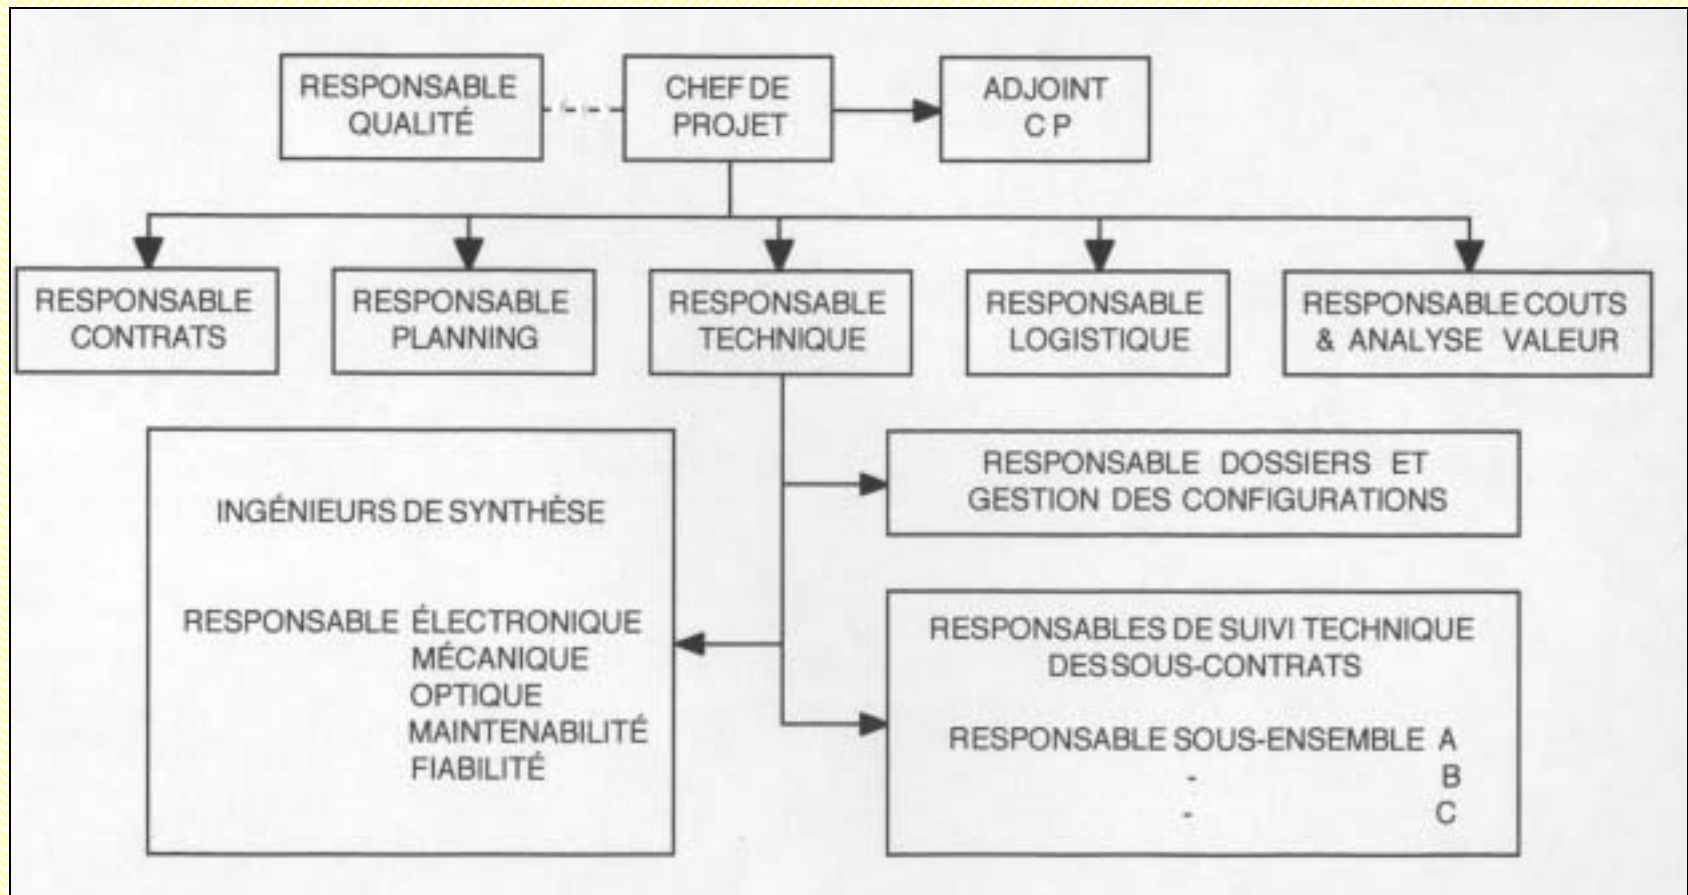 RESPONSABLE
QUALITÉ
CHEF DE
PROJET
ADJOINT
C P
RESPONSABLE
CONTRATS
RESPONSABLE
PLANNING
RESPONSABLE
TECHNIQUE
RESPONSABLE
LOGISTIQUE
RESPONSABLE COUTS
& ANALYSE VALEUR
INGÉNIEURS DE SYNTHÈSE
RESPONSABLE ÉLECTRONIQUE
MÉCANIQUE
OPTIQUE
MAINTENABILITÉ
FIABILITÉ
RESPONSABLE DOSSIERS ET
GESTION DES CONFIGURATIONS
RESPONSABLES DE SUIVI TECHNIQUE
DES SOUS-CONTRATS
RESPONSABLE SOUS-ENSEMBLE A
- B
- C